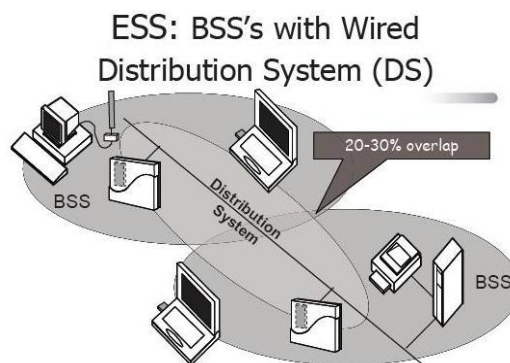 ESS: BSS's with Wired
Distribution System (DS)
20-30% overlap
BSS
Distribution
System
BSS